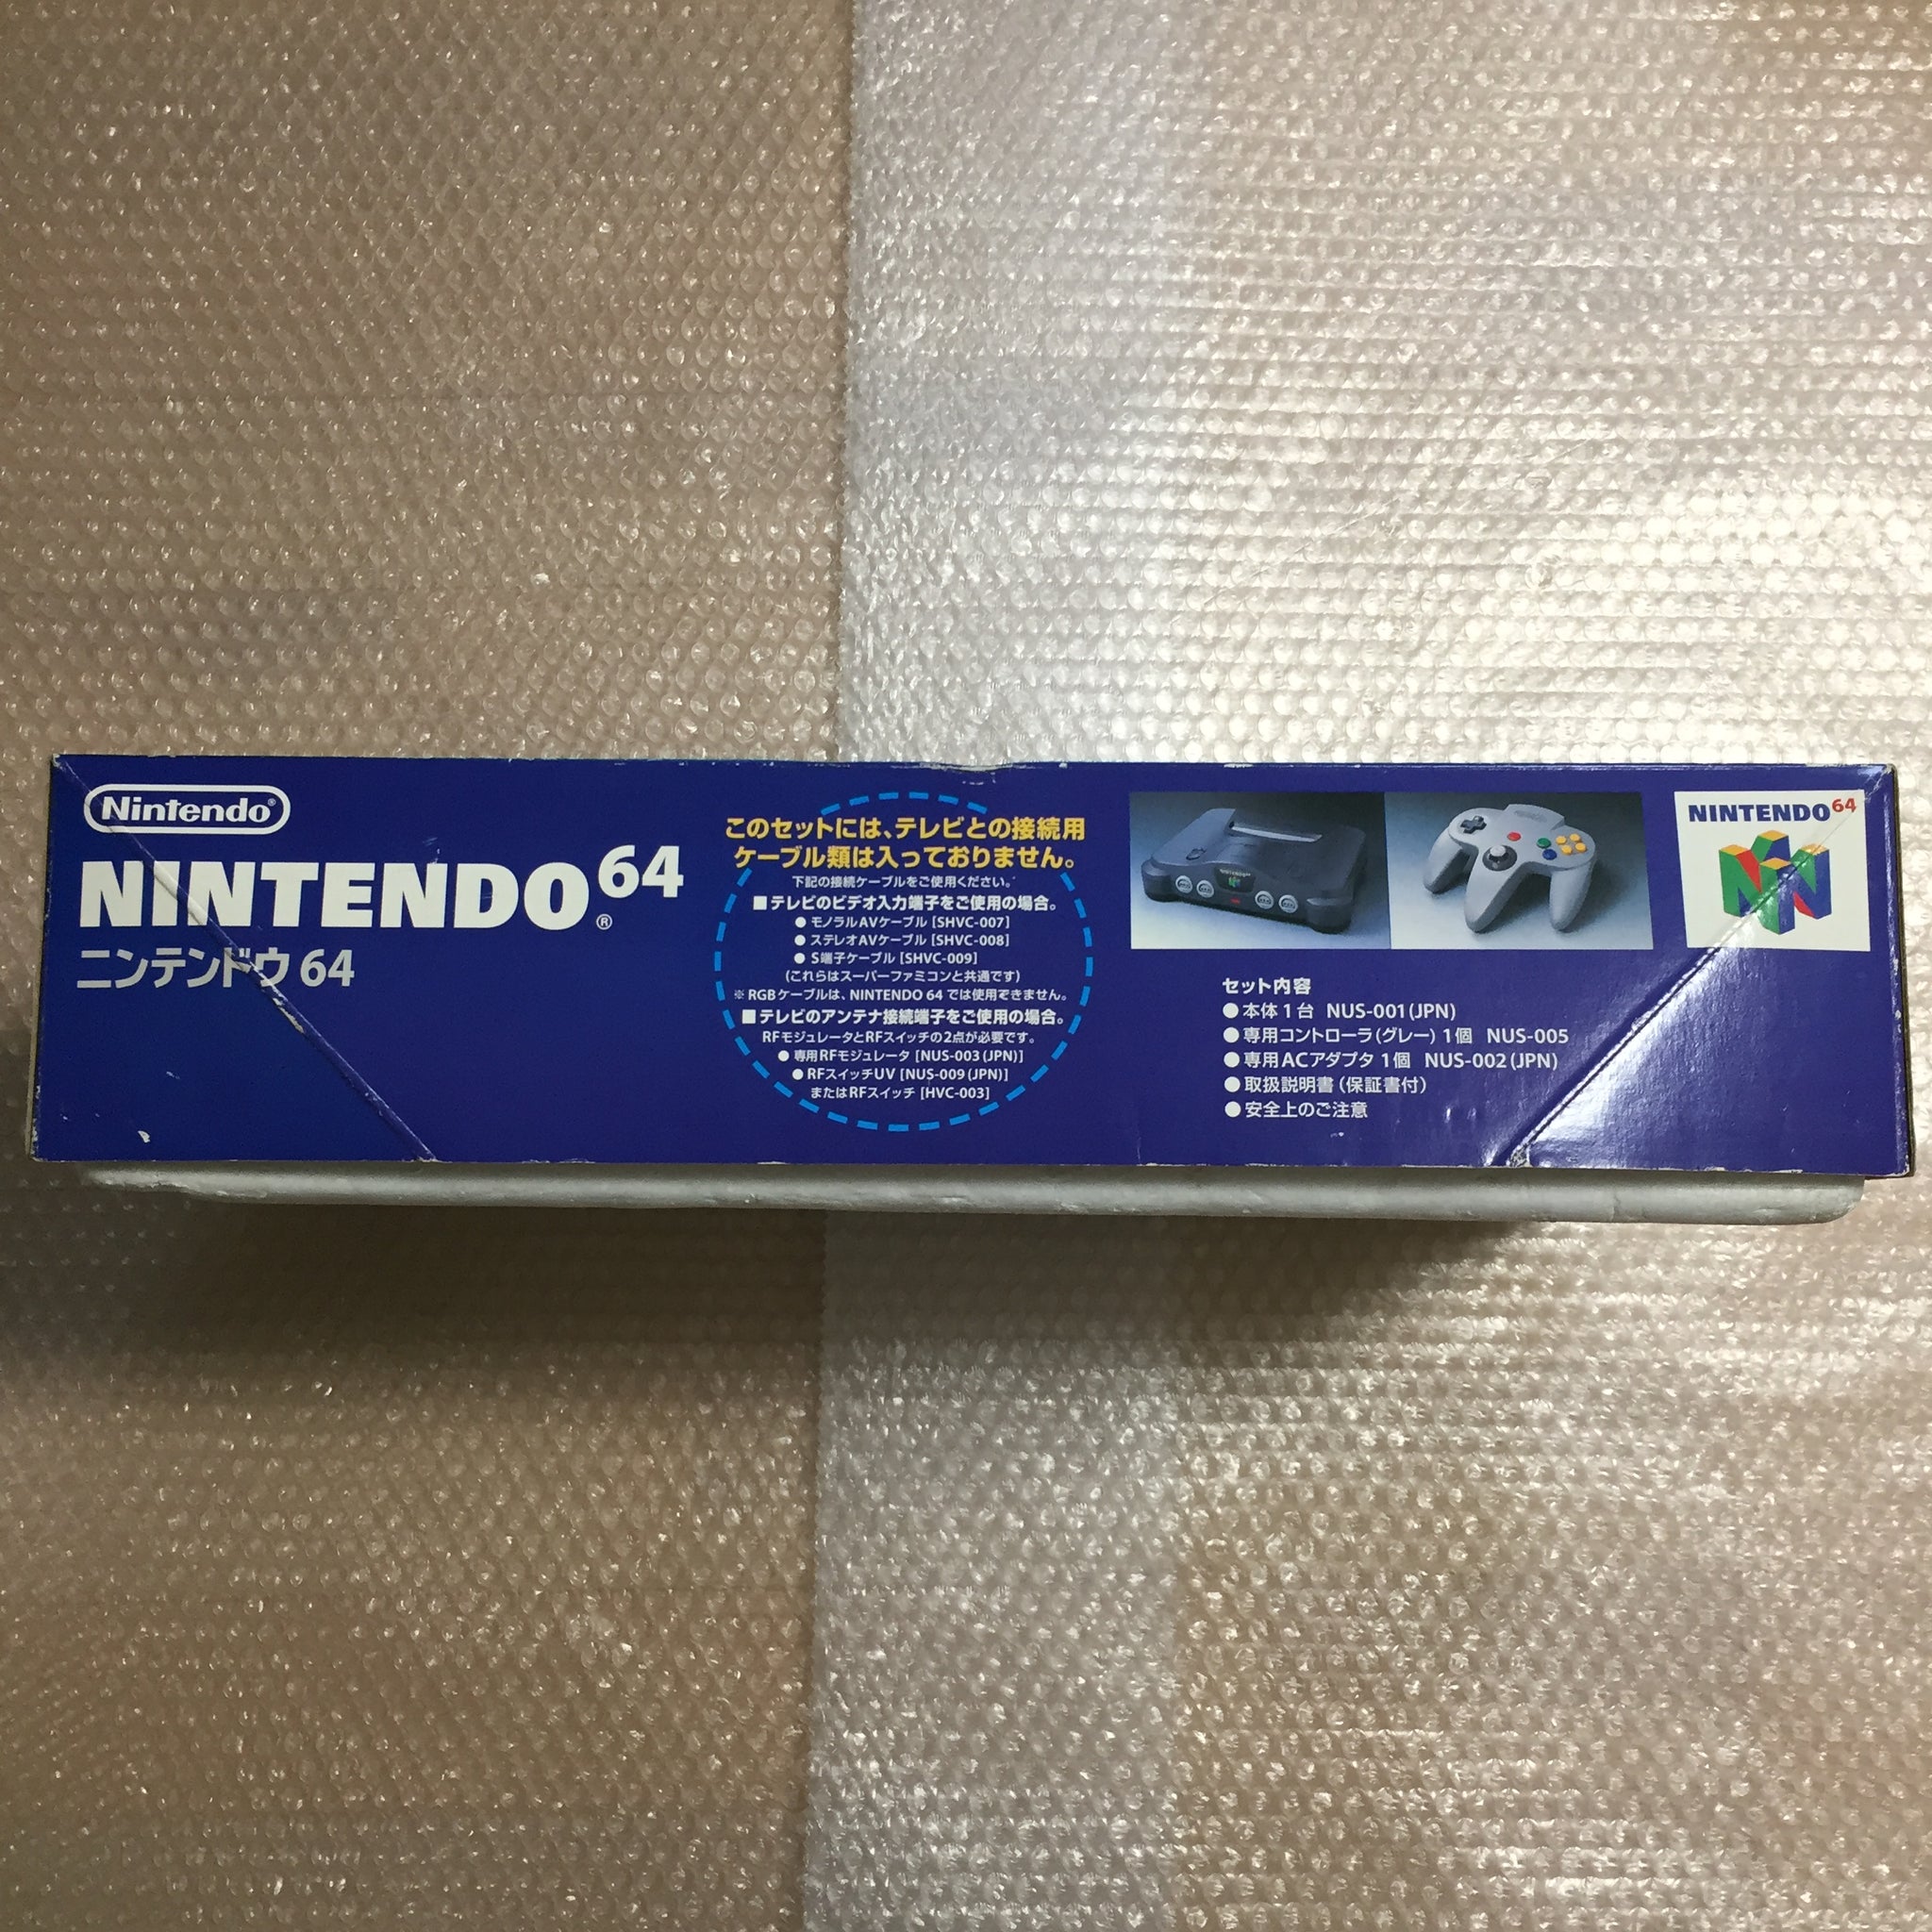 Nintendo®
NINTENDO64®
ニンテンドウ64
このセットには、テレビとの接続用
ケーブル類は入っておりません。
下記の接続ケーブルをご使用ください。
■テレビのビデオ入力端子をご使用の場合。
●モノラルAVケーブル [SHVC-007]
●ステレオAVケーブル [SHVC-008]
●S端子ケーブル [SHVC-009]
(これらはスーパーファミコンと共通です)
※RGBケーブルは、NINTENDO 64 では使用できません。
■テレビのアンテナ接続端子をご使用の場合。
RFモジュレータとRFスイッチの2点が必要です。
●専用RFモジュレータ [NUS-003(JPN)]
●RFスイッチUV [NUS-009(JPN)]
またはRFスイッチ [HVC-003]
セット内容
●本体1台 NUS-001(JPN)
●専用コントローラ(グレー)1個 NUS-005
●専用ACアダプタ 1個 NUS-002(JPN)
●取扱説明書(保証書付)
●安全上のご注意
NINTENDO64